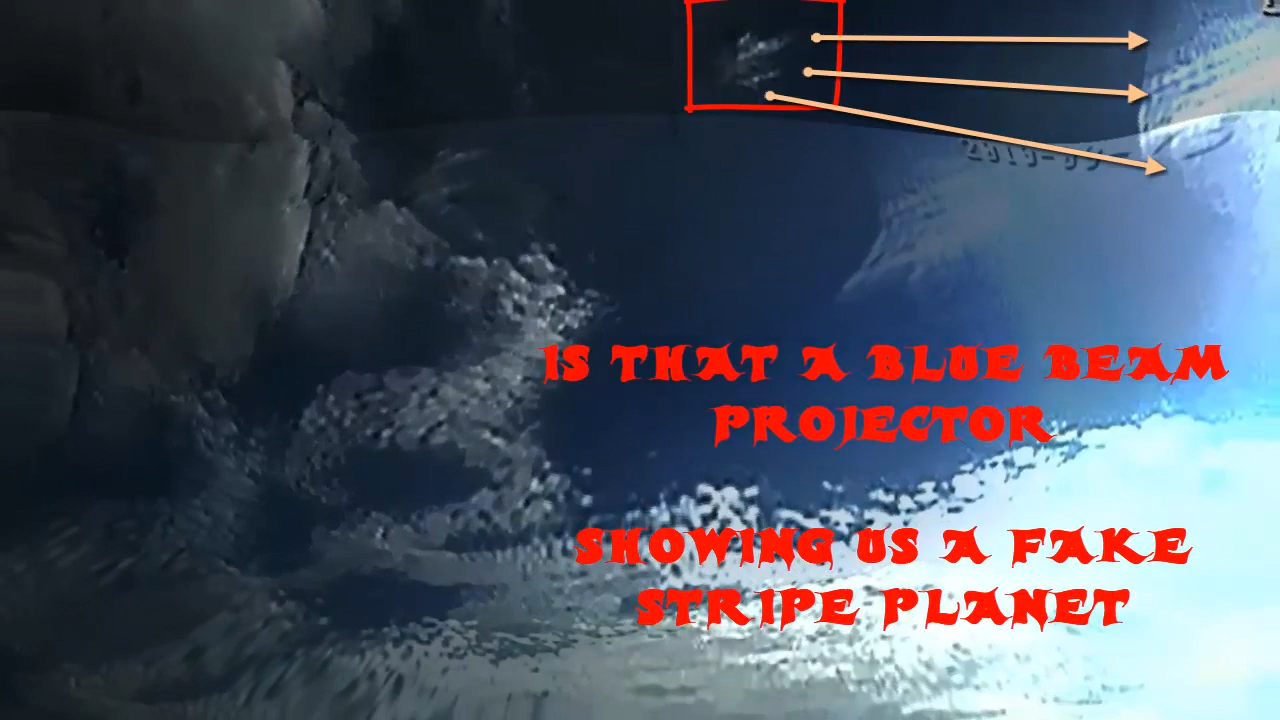 IS THAT A BLUE BEAM
PROJECTOR
SHOWING US A FAKE
STRIPE PLANET